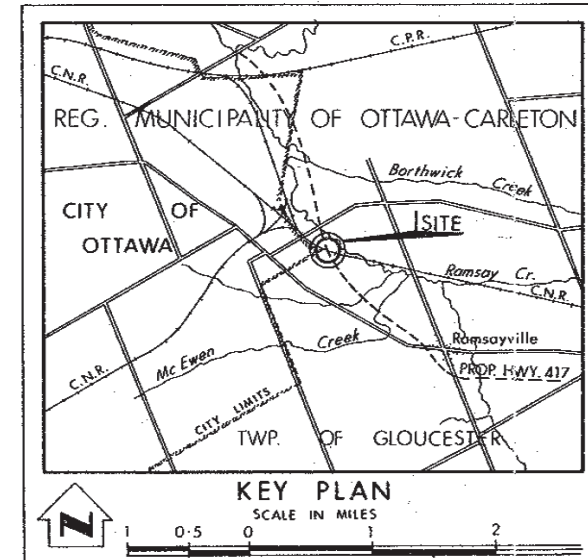 C.P.R.
C.N.R.
REG. MUNICIPALITY OF OTTAWA-CARLETON
Borthwick Creek
CITY OF
OTTAWA
SITE
Ramsay Cr.
C.N.R.
Ramsayville
Mc Ewen Creek
PROP. HWY. 417
C.N.R.
CITY LIMITS
TWP. OF GLOUCESTER
KEY PLAN
SCALE IN MILES
N
1 0·5 0 1 2